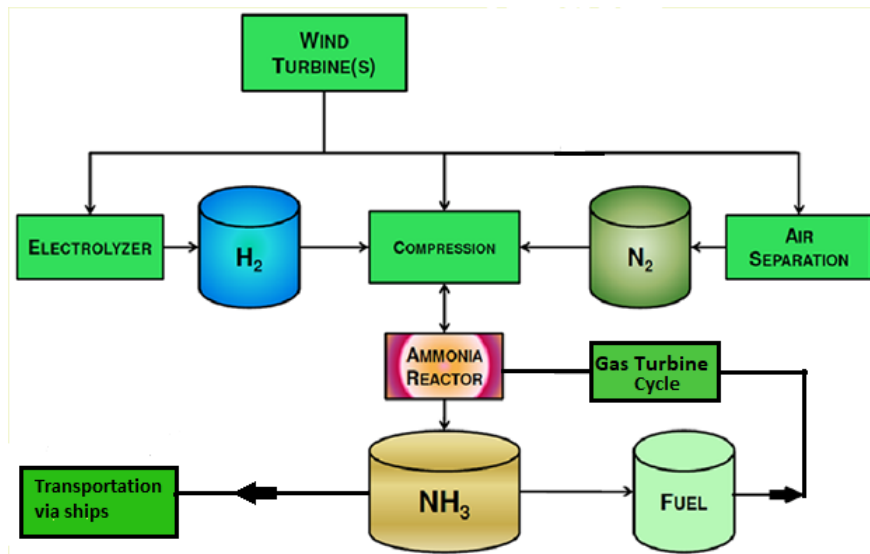 WIND
TURBINE(S)
ELECTROLYZER
H₂
COMPRESSION
N₂
AIR
SEPARATION
AMMONIA
REACTOR
Gas Turbine
Cycle
Transportation
via ships
NH₃
FUEL